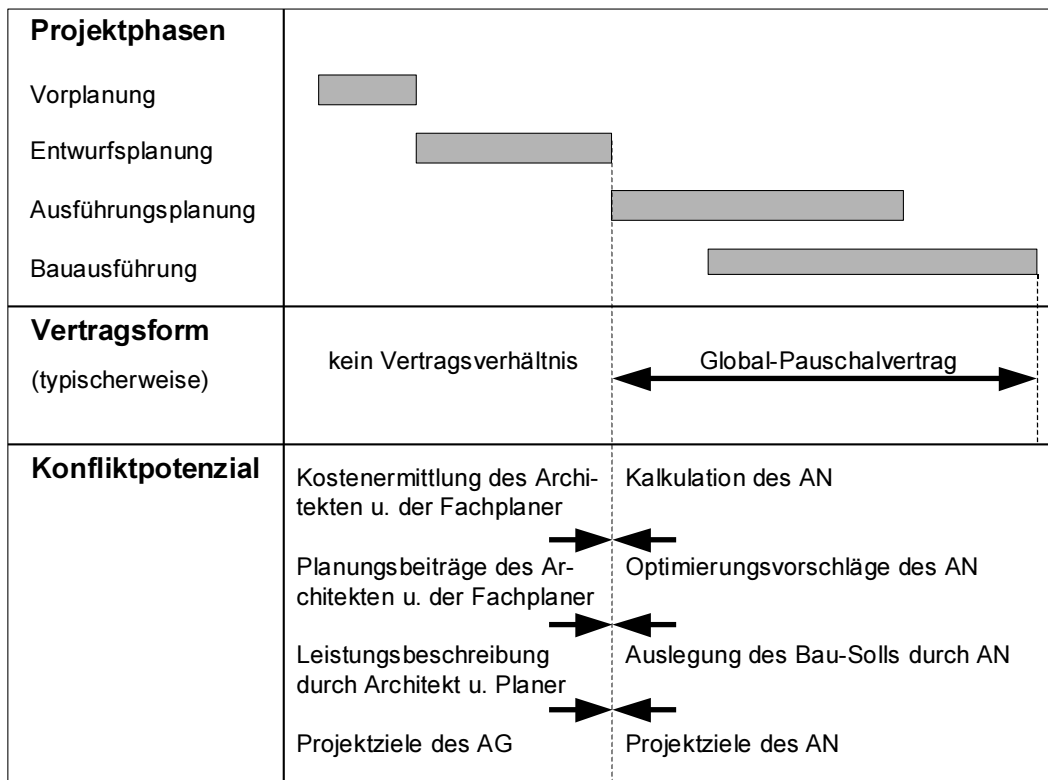 Projektphasen
Vorplanung
Entwurfsplanung
Ausführungsplanung
Bauausführung
Vertragsform
(typischerweise)
kein Vertragsverhältnis
Global-Pauschalvertrag
Konfliktpotenzial
Kostenermittlung des Archi-
tekten u. der Fachplaner
Kalkulation des AN
Planungsbeiträge des Ar-
chitekten u. der Fachplaner
Optimierungsvorschläge des AN
Leistungsbeschreibung
durch Architekt u. Planer
Auslegung des Bau-Solls durch AN
Projektziele des AG
Projektziele des AN